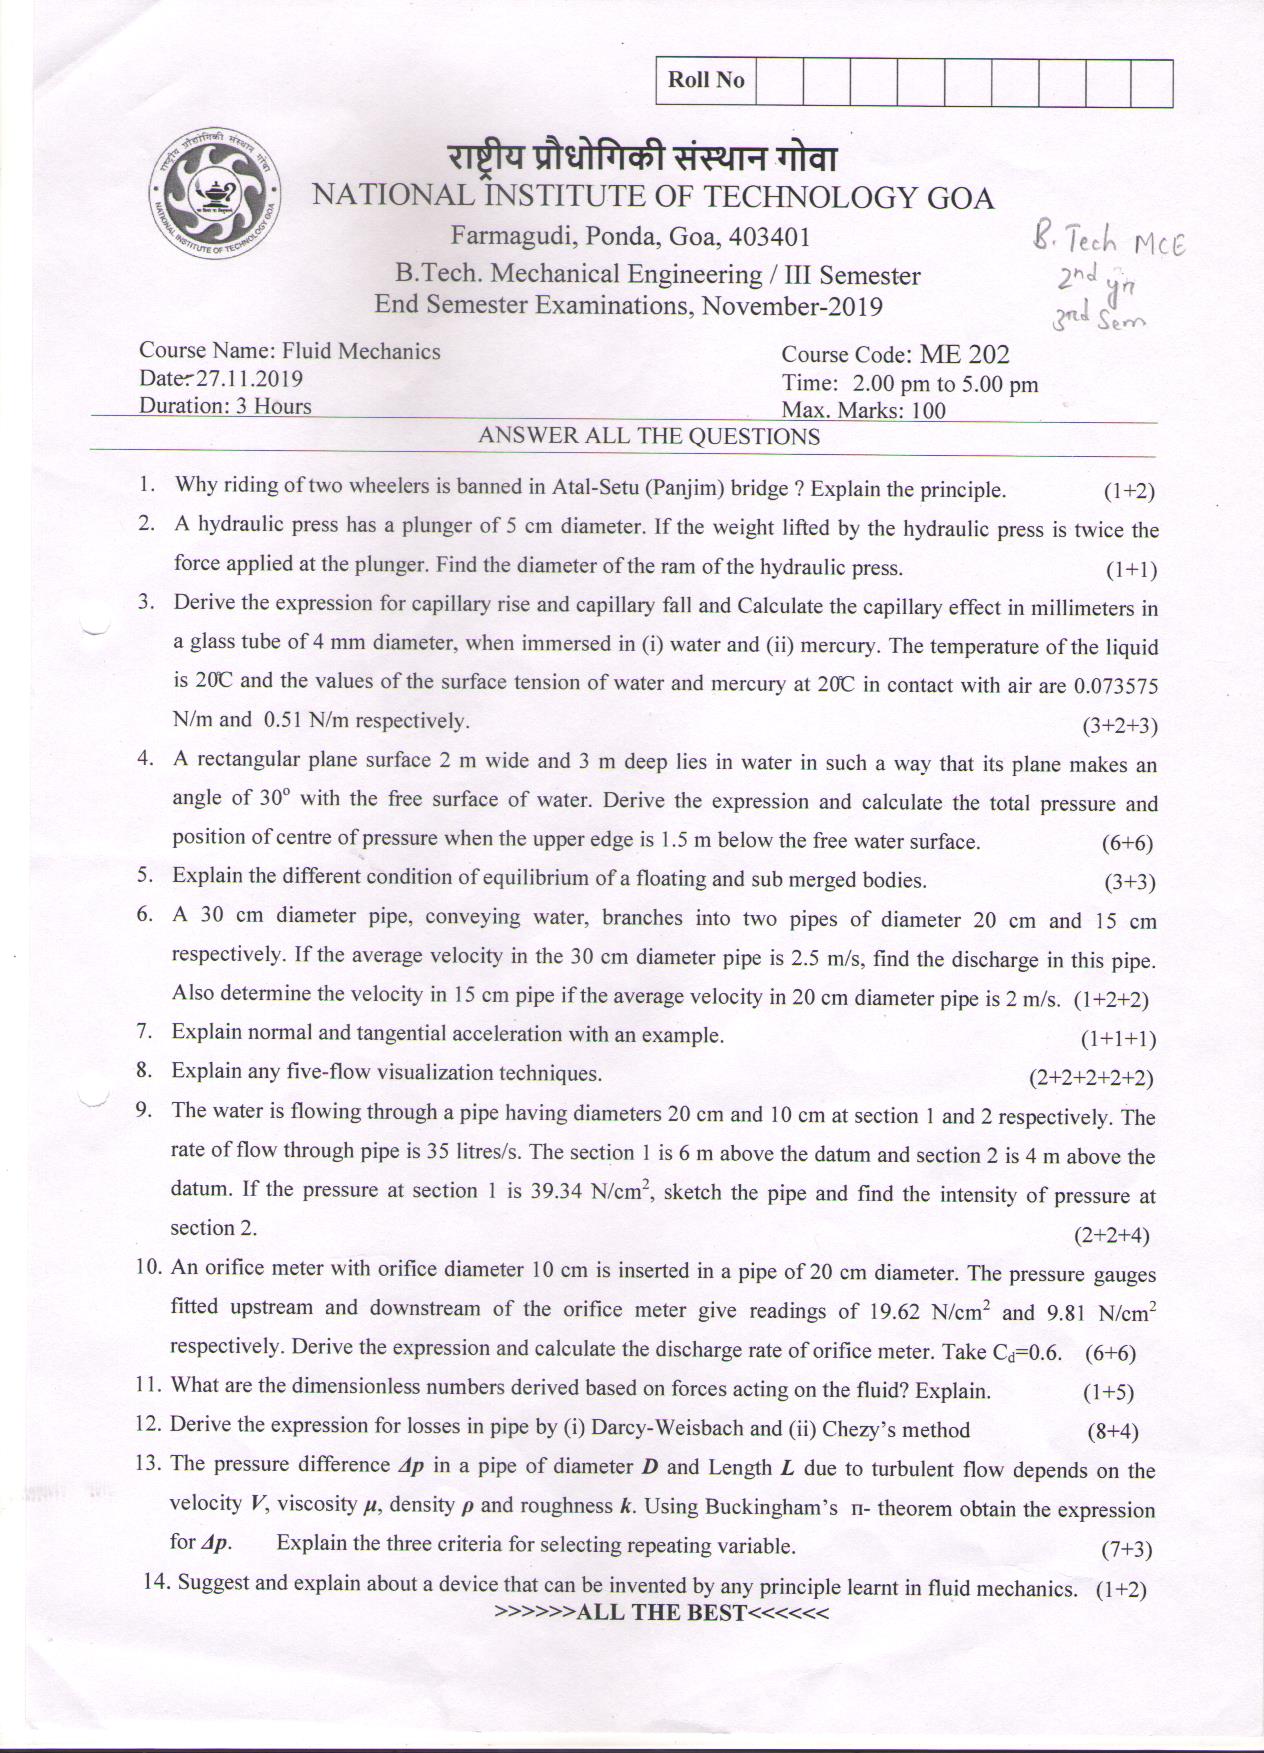 Roll No
राष्ट्रीय प्रौधोगिकी संस्थान गोवा
NATIONAL INSTITUTE OF TECHNOLOGY GOA
Farmagudi, Ponda, Goa, 403401
B.Tech. Mechanical Engineering / III Semester
End Semester Examinations, November-2019
B. Tech MCE
2nd yr
3rd Sem
Course Name: Fluid Mechanics Course Code: ME 202
Date:-27.11.2019 Time: 2.00 pm to 5.00 pm
Duration: 3 Hours Max. Marks: 100
ANSWER ALL THE QUESTIONS
1. Why riding of two wheelers is banned in Atal-Setu (Panjim) bridge ? Explain the principle. (1+2)
2. A hydraulic press has a plunger of 5 cm diameter. If the weight lifted by the hydraulic press is twice the
force applied at the plunger. Find the diameter of the ram of the hydraulic press. (1+1)
3. Derive the expression for capillary rise and capillary fall and Calculate the capillary effect in millimeters in
a glass tube of 4 mm diameter, when immersed in (i) water and (ii) mercury. The temperature of the liquid
is 20℃ and the values of the surface tension of water and mercury at 20℃ in contact with air are 0.073575
N/m and 0.51 N/m respectively. (3+2+3)
4. A rectangular plane surface 2 m wide and 3 m deep lies in water in such a way that its plane makes an
angle of 30° with the free surface of water. Derive the expression and calculate the total pressure and
position of centre of pressure when the upper edge is 1.5 m below the free water surface. (6+6)
5. Explain the different condition of equilibrium of a floating and sub merged bodies. (3+3)
6. A 30 cm diameter pipe, conveying water, branches into two pipes of diameter 20 cm and 15 cm
respectively. If the average velocity in the 30 cm diameter pipe is 2.5 m/s, find the discharge in this pipe.
Also determine the velocity in 15 cm pipe if the average velocity in 20 cm diameter pipe is 2 m/s. (1+2+2)
7. Explain normal and tangential acceleration with an example. (1+1+1)
8. Explain any five-flow visualization techniques. (2+2+2+2+2)
9. The water is flowing through a pipe having diameters 20 cm and 10 cm at section 1 and 2 respectively. The
rate of flow through pipe is 35 litres/s. The section 1 is 6 m above the datum and section 2 is 4 m above the
datum. If the pressure at section 1 is 39.34 N/cm², sketch the pipe and find the intensity of pressure at
section 2. (2+2+4)
10. An orifice meter with orifice diameter 10 cm is inserted in a pipe of 20 cm diameter. The pressure gauges
fitted upstream and downstream of the orifice meter give readings of 19.62 N/cm² and 9.81 N/cm²
respectively. Derive the expression and calculate the discharge rate of orifice meter. Take Cd=0.6. (6+6)
11. What are the dimensionless numbers derived based on forces acting on the fluid? Explain. (1+5)
12. Derive the expression for losses in pipe by (i) Darcy-Weisbach and (ii) Chezy’s method (8+4)
13. The pressure difference Δp in a pipe of diameter D and Length L due to turbulent flow depends on the
velocity V, viscosity μ, density ρ and roughness k. Using Buckingham’s п- theorem obtain the expression
for Δp. Explain the three criteria for selecting repeating variable. (7+3)
14. Suggest and explain about a device that can be invented by any principle learnt in fluid mechanics. (1+2)
>>>>>>ALL THE BEST<<<<<<